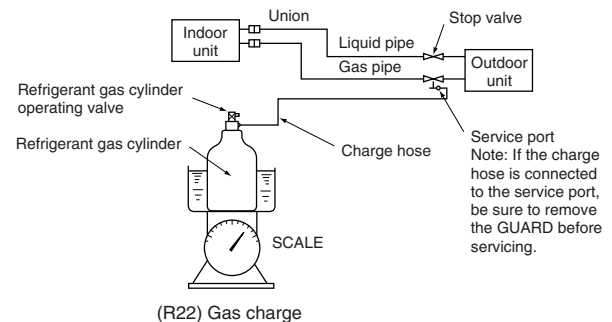 Union
Stop valve
Indoor
unit
Liquid pipe
Gas pipe
Outdoor
unit
Refrigerant gas cylinder
operating valve
Refrigerant gas cylinder
Charge hose
Service port
Note: If the charge
hose is connected
to the service port,
be sure to remove
the GUARD before
servicing.
SCALE
(R22) Gas charge